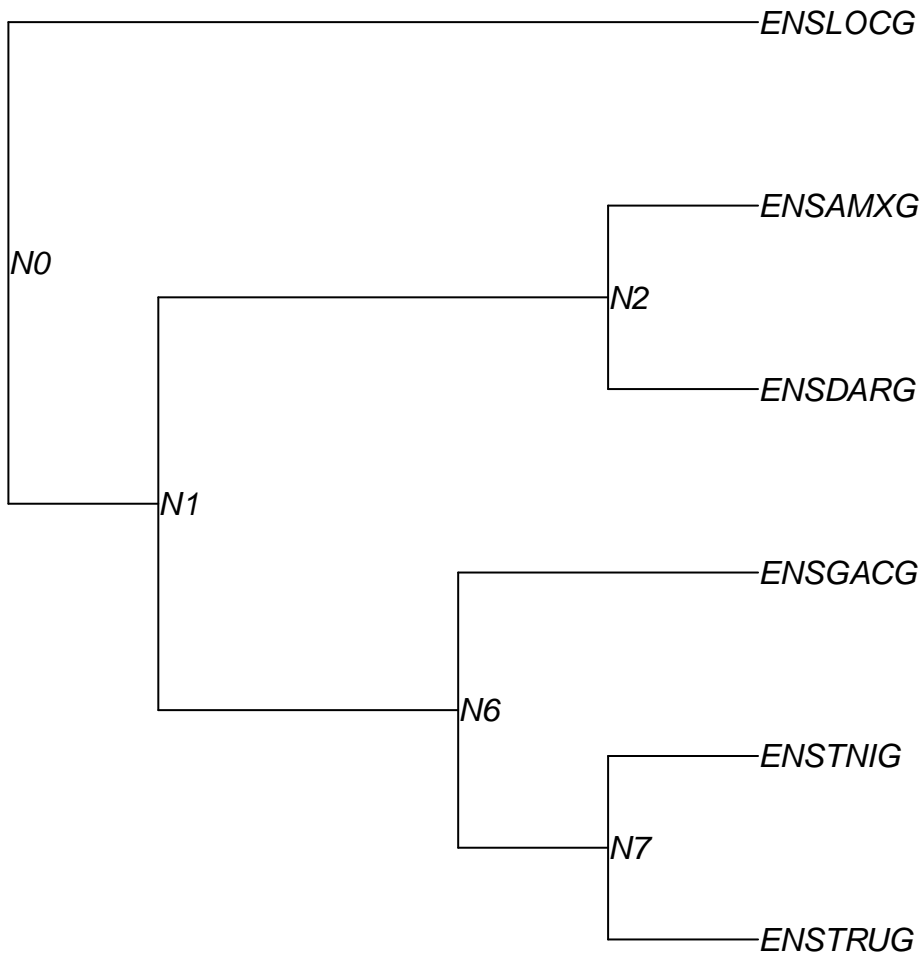 ENSLOCG
ENSAMXG
N0
N2
ENSDARG
N1
ENSGACG
N6
ENSTNIG
N7
ENSTRUG